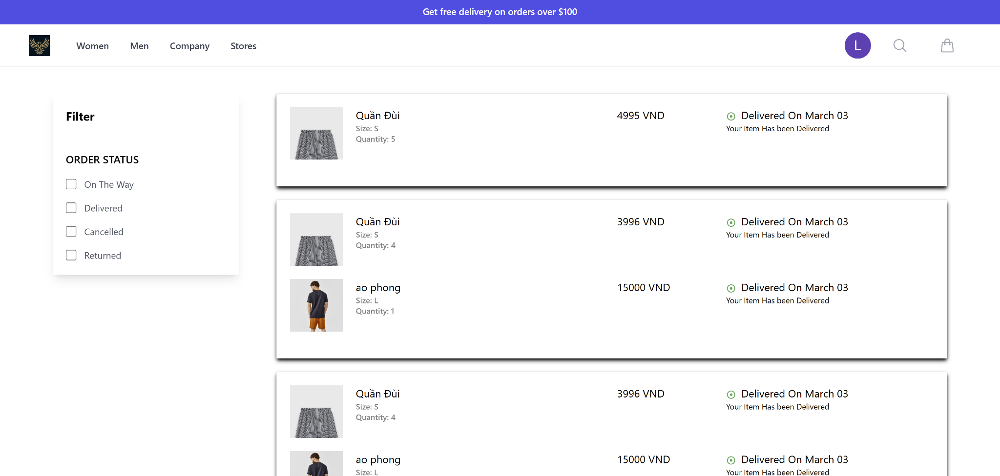 Get free delivery on orders over $100
Women Men Company Stores L
Filter
ORDER STATUS
On The Way
Delivered
Cancelled
Returned
Quần Đùi 4995 VND Delivered On March 03
Size: S Your Item Has been Delivered
Quantity: 5
Quần Đùi 3996 VND Delivered On March 03
Size: S Your Item Has been Delivered
Quantity: 4
ao phong 15000 VND Delivered On March 03
Size: L Your Item Has been Delivered
Quantity: 1
Quần Đùi 3996 VND Delivered On March 03
Size: S Your Item Has been Delivered
Quantity: 4
ao phong 15000 VND Delivered On March 03
Size: L Your Item Has been Delivered